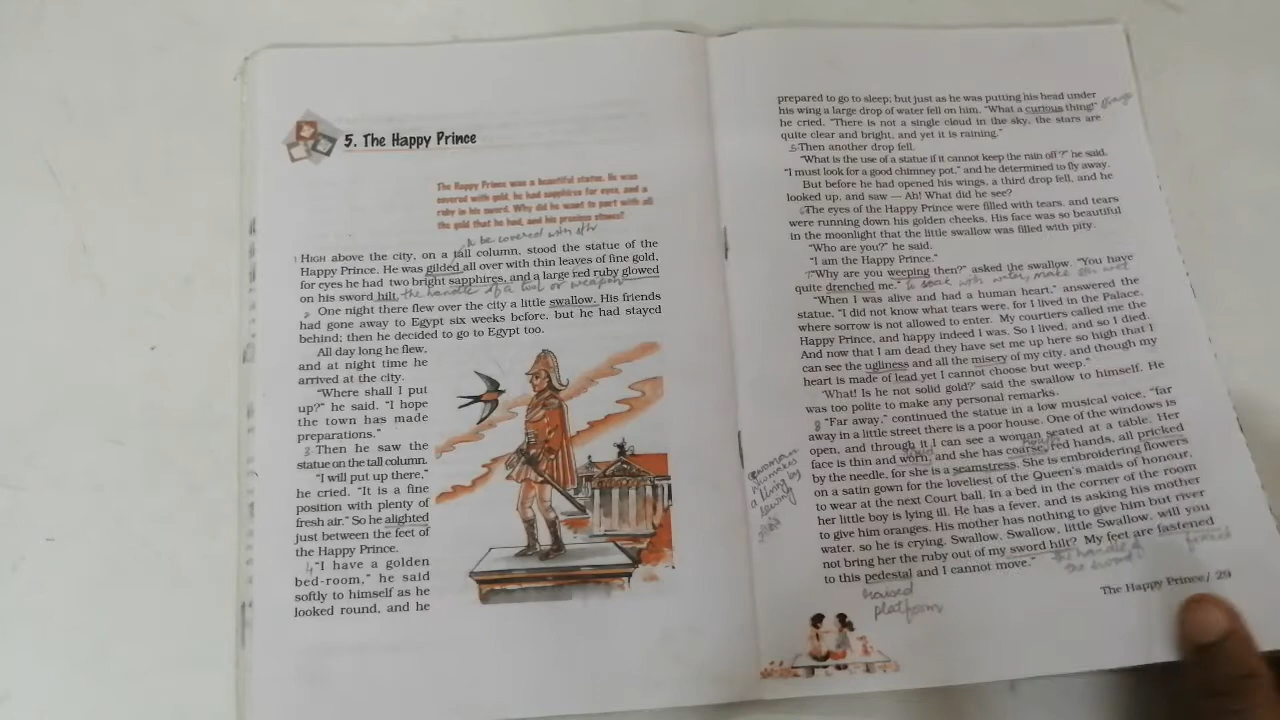 5. The Happy Prince
The Happy Prince was a beautiful statue. He was
covered with gold, he had sapphires for eyes, and a
ruby in his sword. Why did he want to part with all
the gold that he had, and his precious stones?
to be covered with
1 HIGH above the city, on a tall column, stood the statue of the
Happy Prince. He was gilded all over with thin leaves of fine gold,
for eyes he had two bright sapphires, and a large red ruby glowed
on his sword hilt. the handle of a tool or weapon
2 One night there flew over the city a little swallow. His friends
had gone away to Egypt six weeks before, but he had stayed
behind; then he decided to go to Egypt too.
All day long he flew,
and at night time he
arrived at the city.
“Where shall I put
up?” he said. “I hope
the town has made
preparations.”
3 Then he saw the
statue on the tall column.
“I will put up there,”
he cried. “It is a fine
position with plenty of
fresh air.” So he alighted
just between the feet of
the Happy Prince.
4 “I have a golden
bed-room,” he said
softly to himself as he
looked round, and he
prepared to go to sleep; but just as he was putting his head under
his wing a large drop of water fell on him. “What a curious thing!”
he cried. “There is not a single cloud in the sky, the stars are
quite clear and bright, and yet it is raining.”
5 Then another drop fell.
“What is the use of a statue if it cannot keep the rain off?” he said.
“I must look for a good chimney pot,” and he determined to fly away.
But before he had opened his wings, a third drop fell, and he
looked up, and saw — Ah! What did he see?
6 The eyes of the Happy Prince were filled with tears, and tears
were running down his golden cheeks. His face was so beautiful
in the moonlight that the little swallow was filled with pity.
“Who are you?” he said.
“I am the Happy Prince.”
7 “Why are you weeping then?” asked the swallow. “You have
quite drenched me.” to soak with water, make wet
“When I was alive and had a human heart,” answered the
statue, “I did not know what tears were, for I lived in the Palace,
where sorrow is not allowed to enter. My courtiers called me the
Happy Prince, and happy indeed I was. So I lived, and so I died.
And now that I am dead they have set me up here so high that I
can see the ugliness and all the misery of my city, and though my
heart is made of lead yet I cannot choose but weep.”
‘What! Is he not solid gold?’ said the swallow to himself. He
was too polite to make any personal remarks.
8 “Far away,” continued the statue in a low musical voice, “far
away in a little street there is a poor house. One of the windows is
open, and through it I can see a woman seated at a table. Her
face is thin and worn, and she has coarse, red hands, all pricked
by the needle, for she is a seamstress. She is embroidering flowers
on a satin gown for the loveliest of the Queen’s maids of honour,
to wear at the next Court ball. In a bed in the corner of the room
her little boy is lying ill. He has a fever, and is asking his mother
to give him oranges. His mother has nothing to give him but river
water, so he is crying. Swallow, Swallow, little Swallow, will you
not bring her the ruby out of my sword hilt? My feet are fastened
to this pedestal and I cannot move.”
woman
who makes
a living by
sewing
the handle of
the sword
raised
platform
The Happy Prince / 29